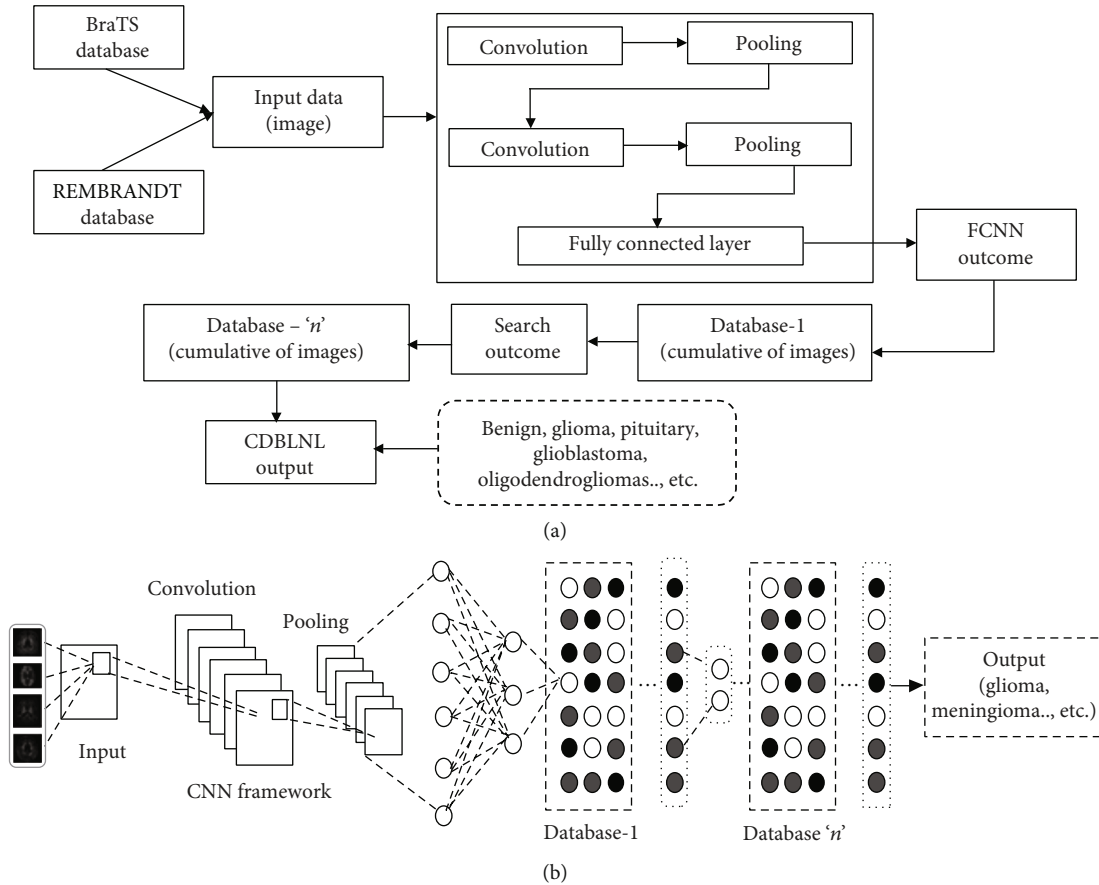 BraTS
database
Input data
(image)
REMBRANDT
database
Convolution
Pooling
Convolution
Pooling
Fully connected layer
FCNN
outcome
Database – ‘n’
(cumulative of images)
Search
outcome
Database-1
(cumulative of images)
CDBLNL
output
Benign, glioma, pituitary,
glioblastoma,
oligodendrogliomas.., etc.
(a)
Convolution
Pooling
Input
CNN framework
Database-1
Database ‘n’
Output
(glioma,
meningioma.., etc.)
(b)